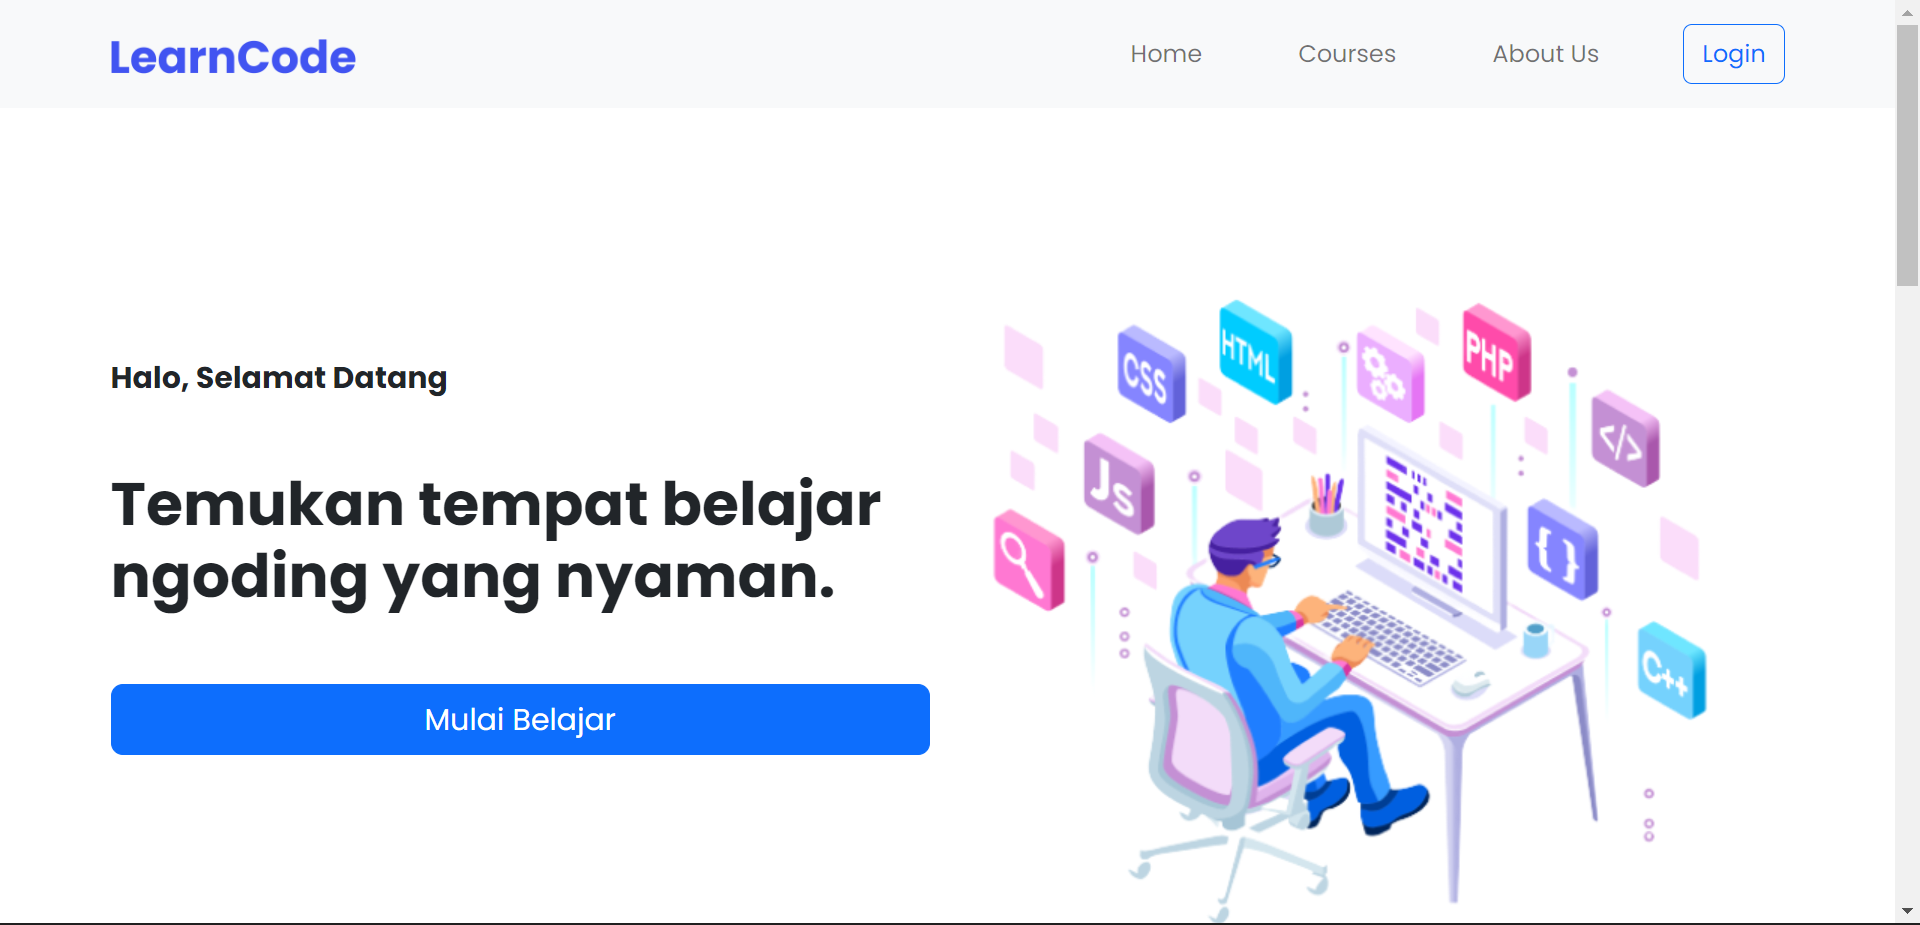 LearnCode
Home
Courses
About Us
Login
Halo, Selamat Datang
Temukan tempat belajar
ngoding yang nyaman.
Mulai Belajar
CSS
HTML
PHP
</>
Js
{ }
C++